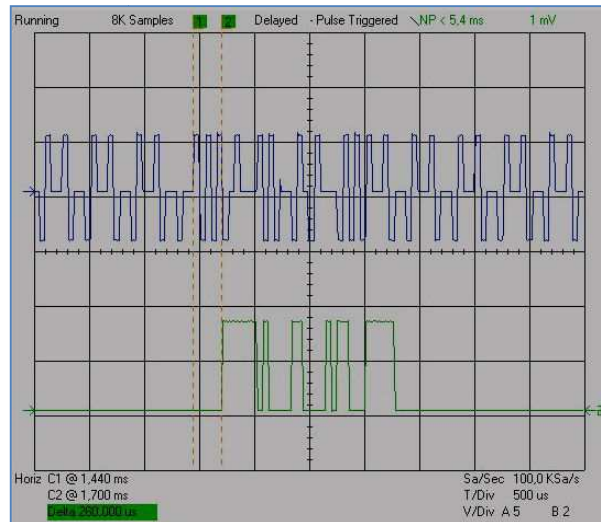 Running 8K Samples 1 2 Delayed - Pulse Triggered NP < 5,4 ms 1 mV
Horiz C1 @ 1,440 ms Sa/Sec 100,0 KSa/s
C2 @ 1,700 ms T/Div 500 us
Delta 260,000 us V/Div A 5 B 2